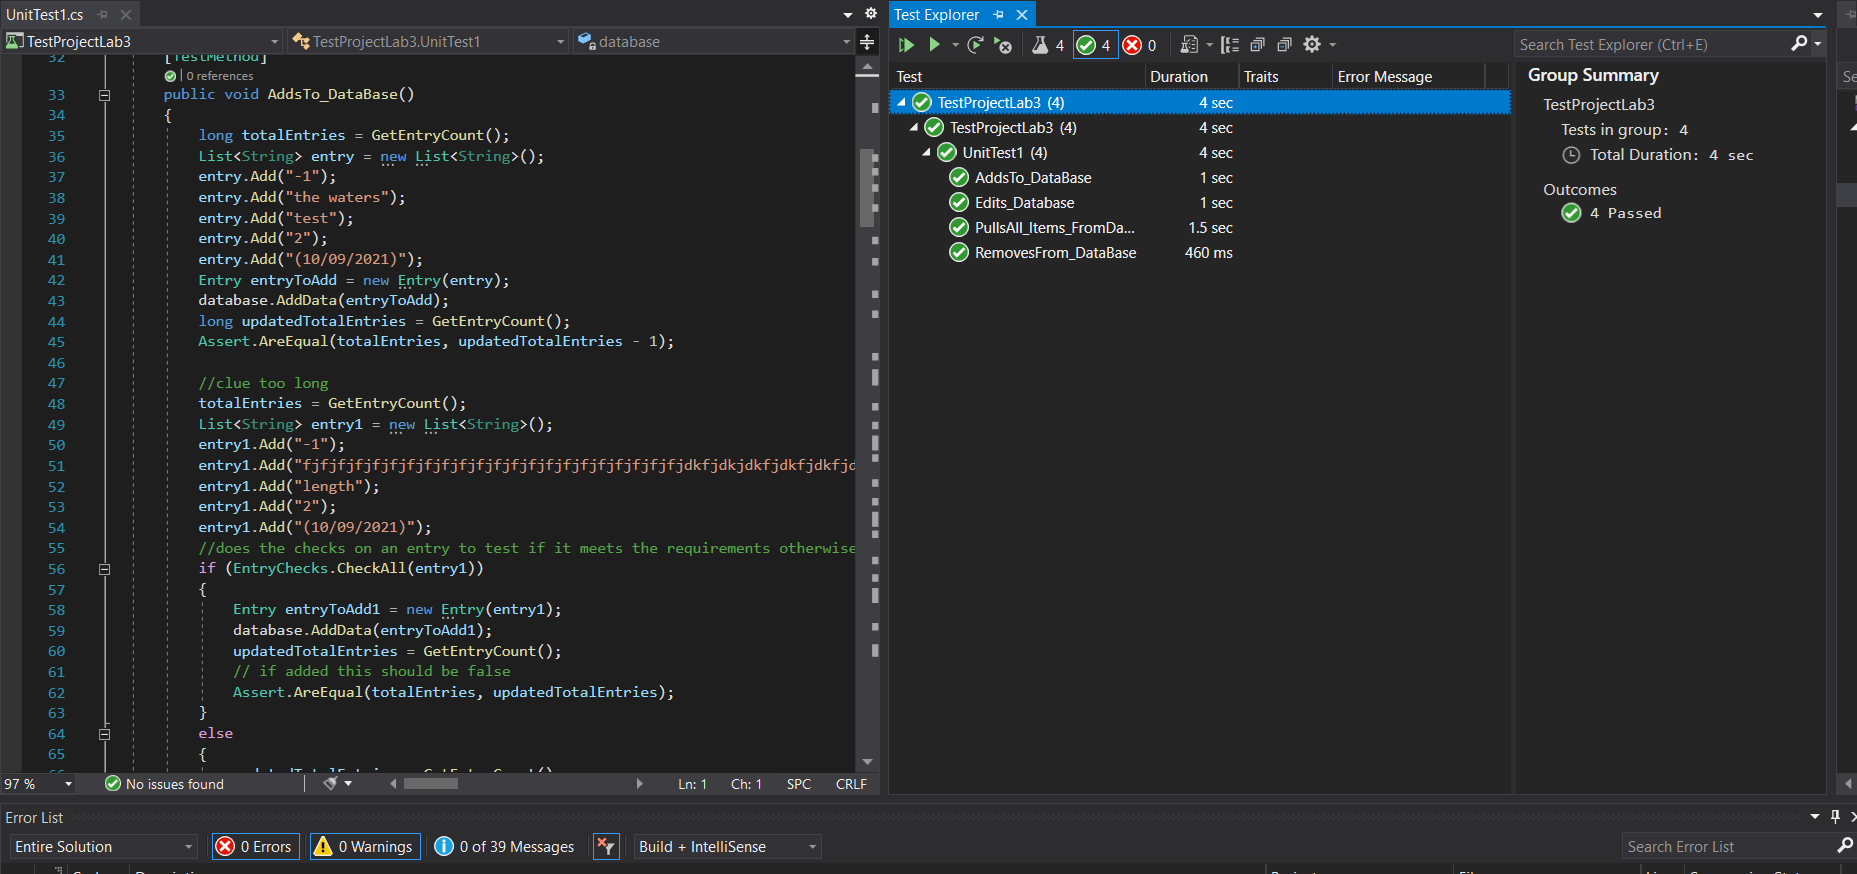 UnitTest1.cs
TestProjectLab3
TestProjectLab3.UnitTest1
database
32 [TestMethod]
0 references
33 public void AddsTo_DataBase()
34 {
35 long totalEntries = GetEntryCount();
36 List<String> entry = new List<String>();
37 entry.Add("-1");
38 entry.Add("the waters");
39 entry.Add("test");
40 entry.Add("2");
41 entry.Add("(10/09/2021)");
42 Entry entryToAdd = new Entry(entry);
43 database.AddData(entryToAdd);
44 long updatedTotalEntries = GetEntryCount();
45 Assert.AreEqual(totalEntries, updatedTotalEntries - 1);
46
47 //clue too long
48 totalEntries = GetEntryCount();
49 List<String> entry1 = new List<String>();
50 entry1.Add("-1");
51 entry1.Add("fjfjfjfjfjfjfjfjfjfjfjfjfjfjfjfjfjfjfjfjfjfjdkfjdkjdkfjdkfjdkfjd
52 entry1.Add("length");
53 entry1.Add("2");
54 entry1.Add("(10/09/2021)");
55 //does the checks on an entry to test if it meets the requirements otherwise
56 if (EntryChecks.CheckAll(entry1))
57 {
58 Entry entryToAdd1 = new Entry(entry1);
59 database.AddData(entryToAdd1);
60 updatedTotalEntries = GetEntryCount();
61 // if added this should be false
62 Assert.AreEqual(totalEntries, updatedTotalEntries);
63 }
64 else
65 {
97 %
No issues found
Ln: 1 Ch: 1 SPC CRLF
Test Explorer
4 4 0
Search Test Explorer (Ctrl+E)
Test Duration Traits Error Message
TestProjectLab3 (4) 4 sec
TestProjectLab3 (4) 4 sec
UnitTest1 (4) 4 sec
AddsTo_DataBase 1 sec
Edits_Database 1 sec
PullsAll_Items_FromDa... 1.5 sec
RemovesFrom_DataBase 460 ms
Group Summary
TestProjectLab3
Tests in group: 4
Total Duration: 4 sec
Outcomes
4 Passed
Error List
Entire Solution
0 Errors
0 Warnings
0 of 39 Messages
Build + IntelliSense
Search Error List